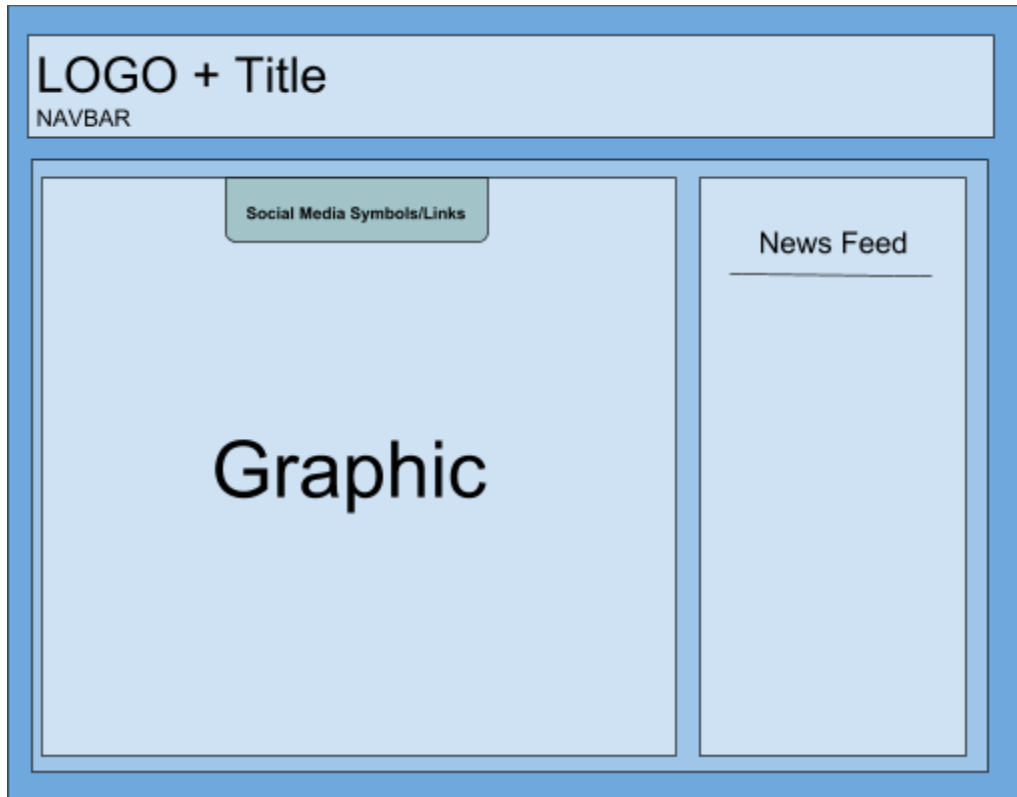 LOGO + Title
NAVBAR
Social Media Symbols/Links
Graphic
News Feed